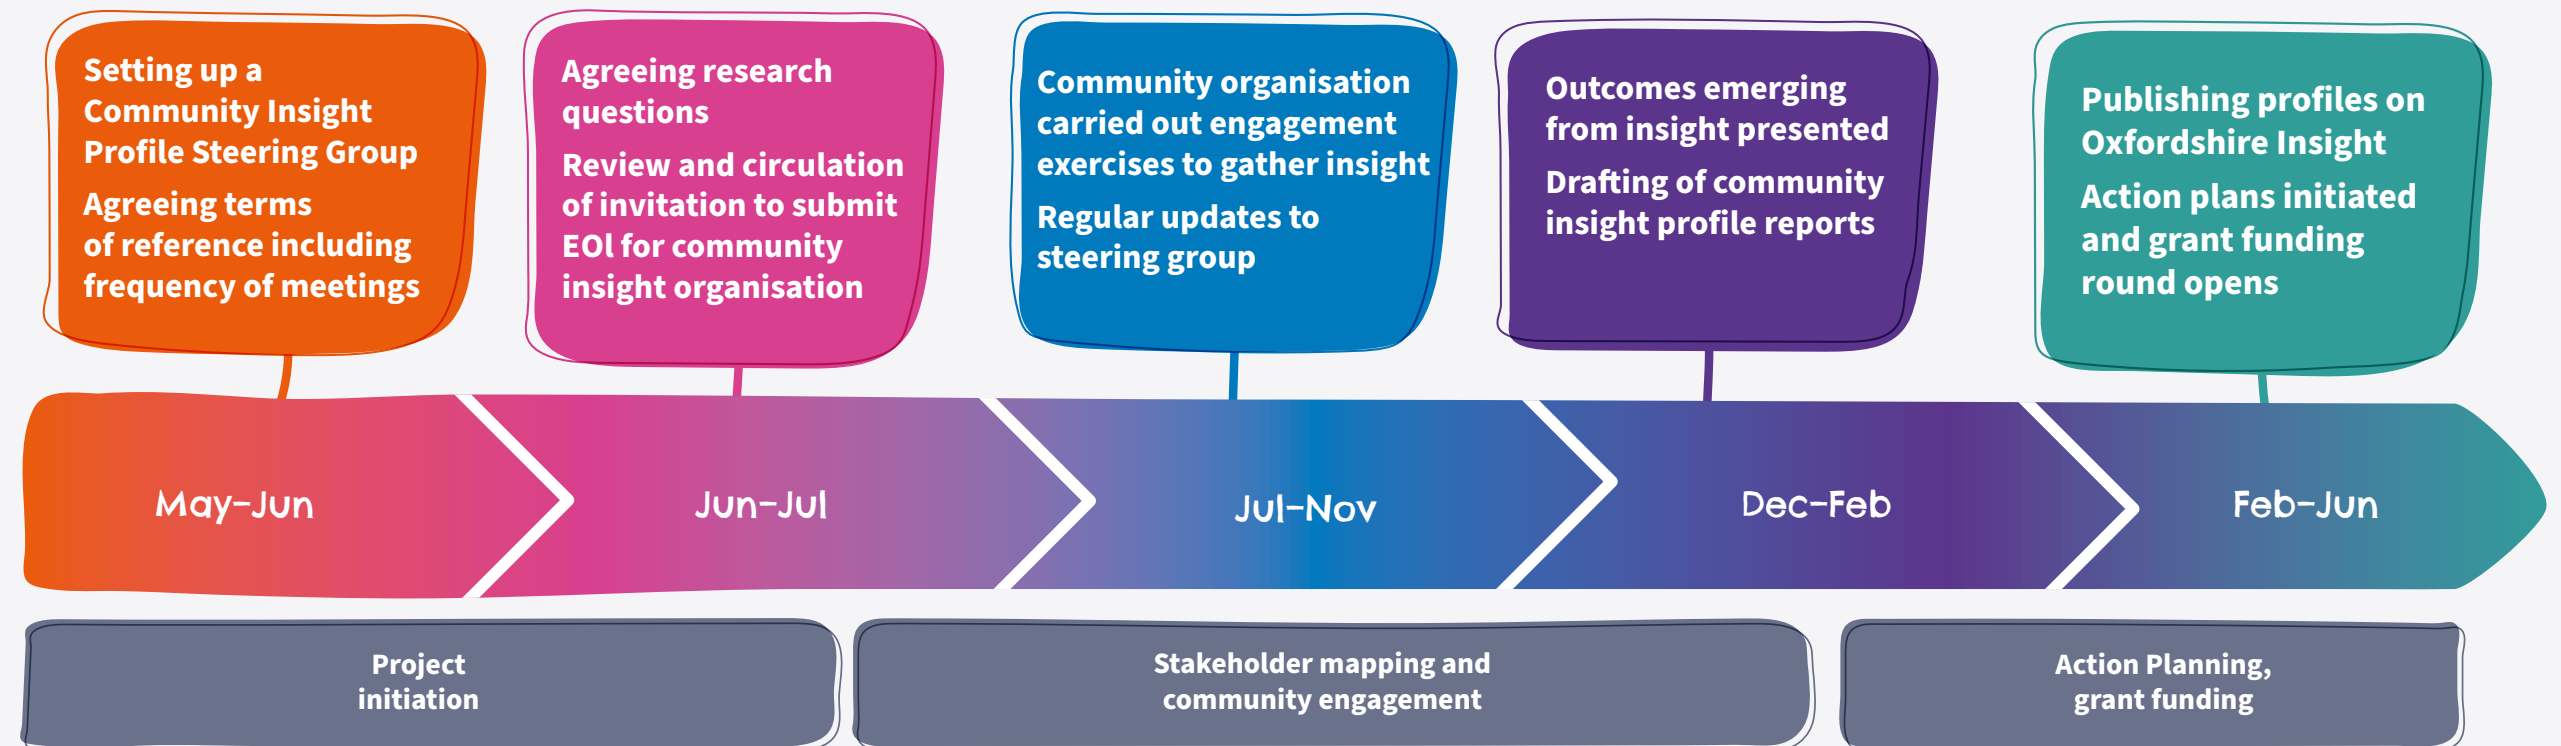 Setting up a
Community Insight
Profile Steering Group
Agreeing terms
of reference including
frequency of meetings
Agreeing research
questions
Review and circulation
of invitation to submit
EOl for community
insight organisation
Community organisation
carried out engagement
exercises to gather insight
Regular updates to
steering group
Outcomes emerging
from insight presented
Drafting of community
insight profile reports
Publishing profiles on
Oxfordshire Insight
Action plans initiated
and grant funding
round opens
May–Jun
Jun–Jul
Jul–Nov
Dec–Feb
Feb–Jun
Project
initiation
Stakeholder mapping and
community engagement
Action Planning,
grant funding